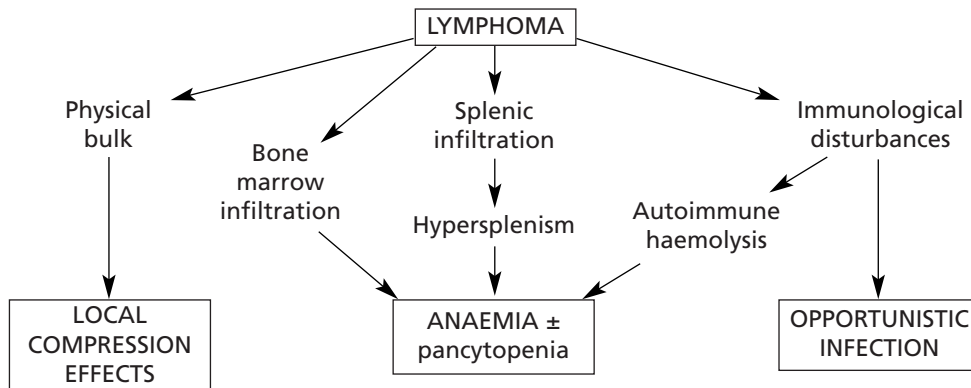 LYMPHOMA
Physical
bulk
Splenic
infiltration
Immunological
disturbances
Bone
marrow
infiltration
Hypersplenism
Autoimmune
haemolysis
LOCAL
COMPRESSION
EFFECTS
ANAEMIA ±
pancytopenia
OPPORTUNISTIC
INFECTION